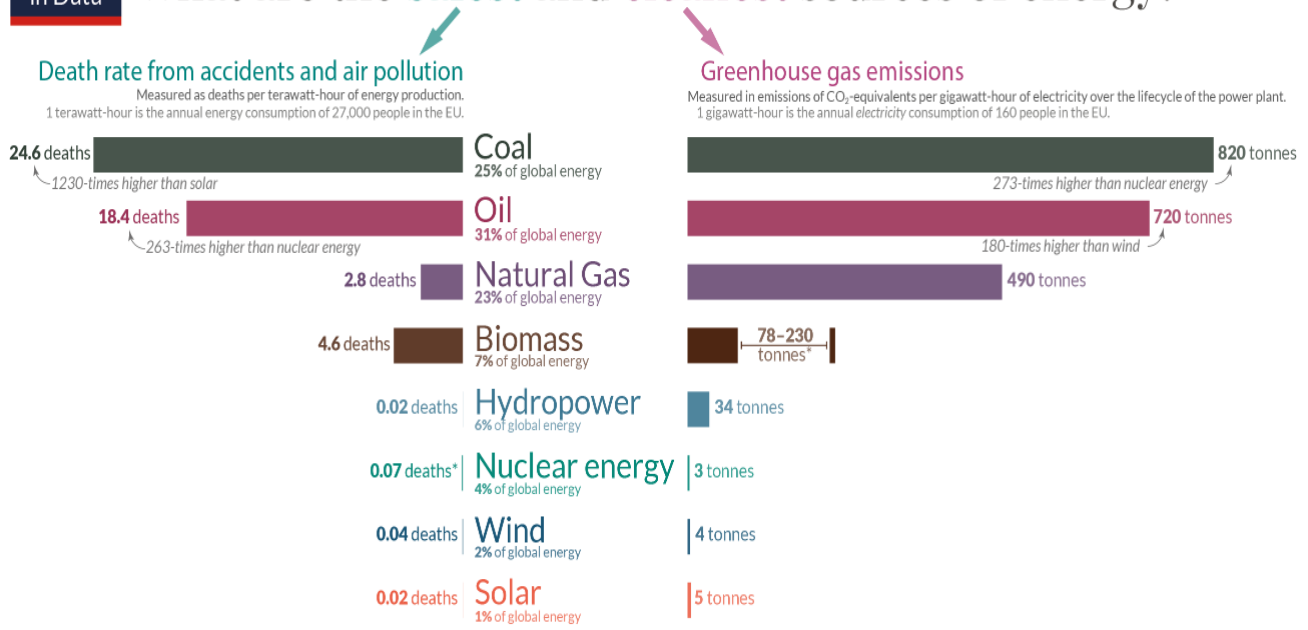 in Data
What are the safest and cleanest sources of energy?
Death rate from accidents and air pollution
Measured as deaths per terawatt-hour of energy production.
1 terawatt-hour is the annual energy consumption of 27,000 people in the EU.
Greenhouse gas emissions
Measured in emissions of CO₂-equivalents per gigawatt-hour of electricity over the lifecycle of the power plant.
1 gigawatt-hour is the annual electricity consumption of 160 people in the EU.
24.6 deaths
1230-times higher than solar
Coal
25% of global energy
820 tonnes
273-times higher than nuclear energy
18.4 deaths
263-times higher than nuclear energy
Oil
31% of global energy
720 tonnes
180-times higher than wind
2.8 deaths
Natural Gas
23% of global energy
490 tonnes
4.6 deaths
Biomass
7% of global energy
78–230
tonnes*
0.02 deaths
Hydropower
6% of global energy
34 tonnes
0.07 deaths*
Nuclear energy
4% of global energy
3 tonnes
0.04 deaths
Wind
2% of global energy
4 tonnes
0.02 deaths
Solar
1% of global energy
5 tonnes